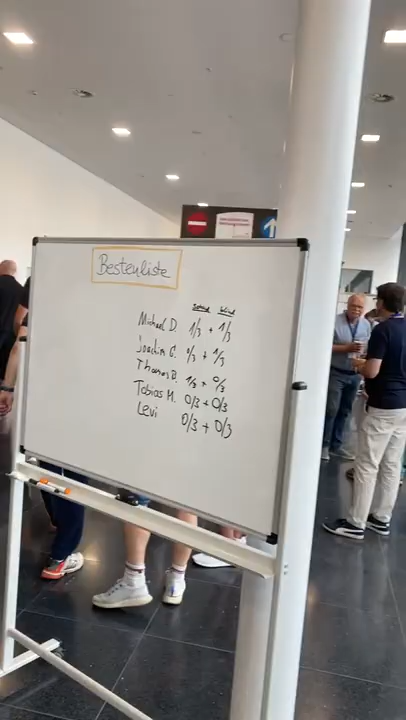 Bestenliste
Michael D. 1/3 + 1/3
Joachim G. 1/3 + 1/3
Thomas B. 1/3 + 0/3
Tobias M. 0/3 + 0/3
Levi 0/3 + 0/3